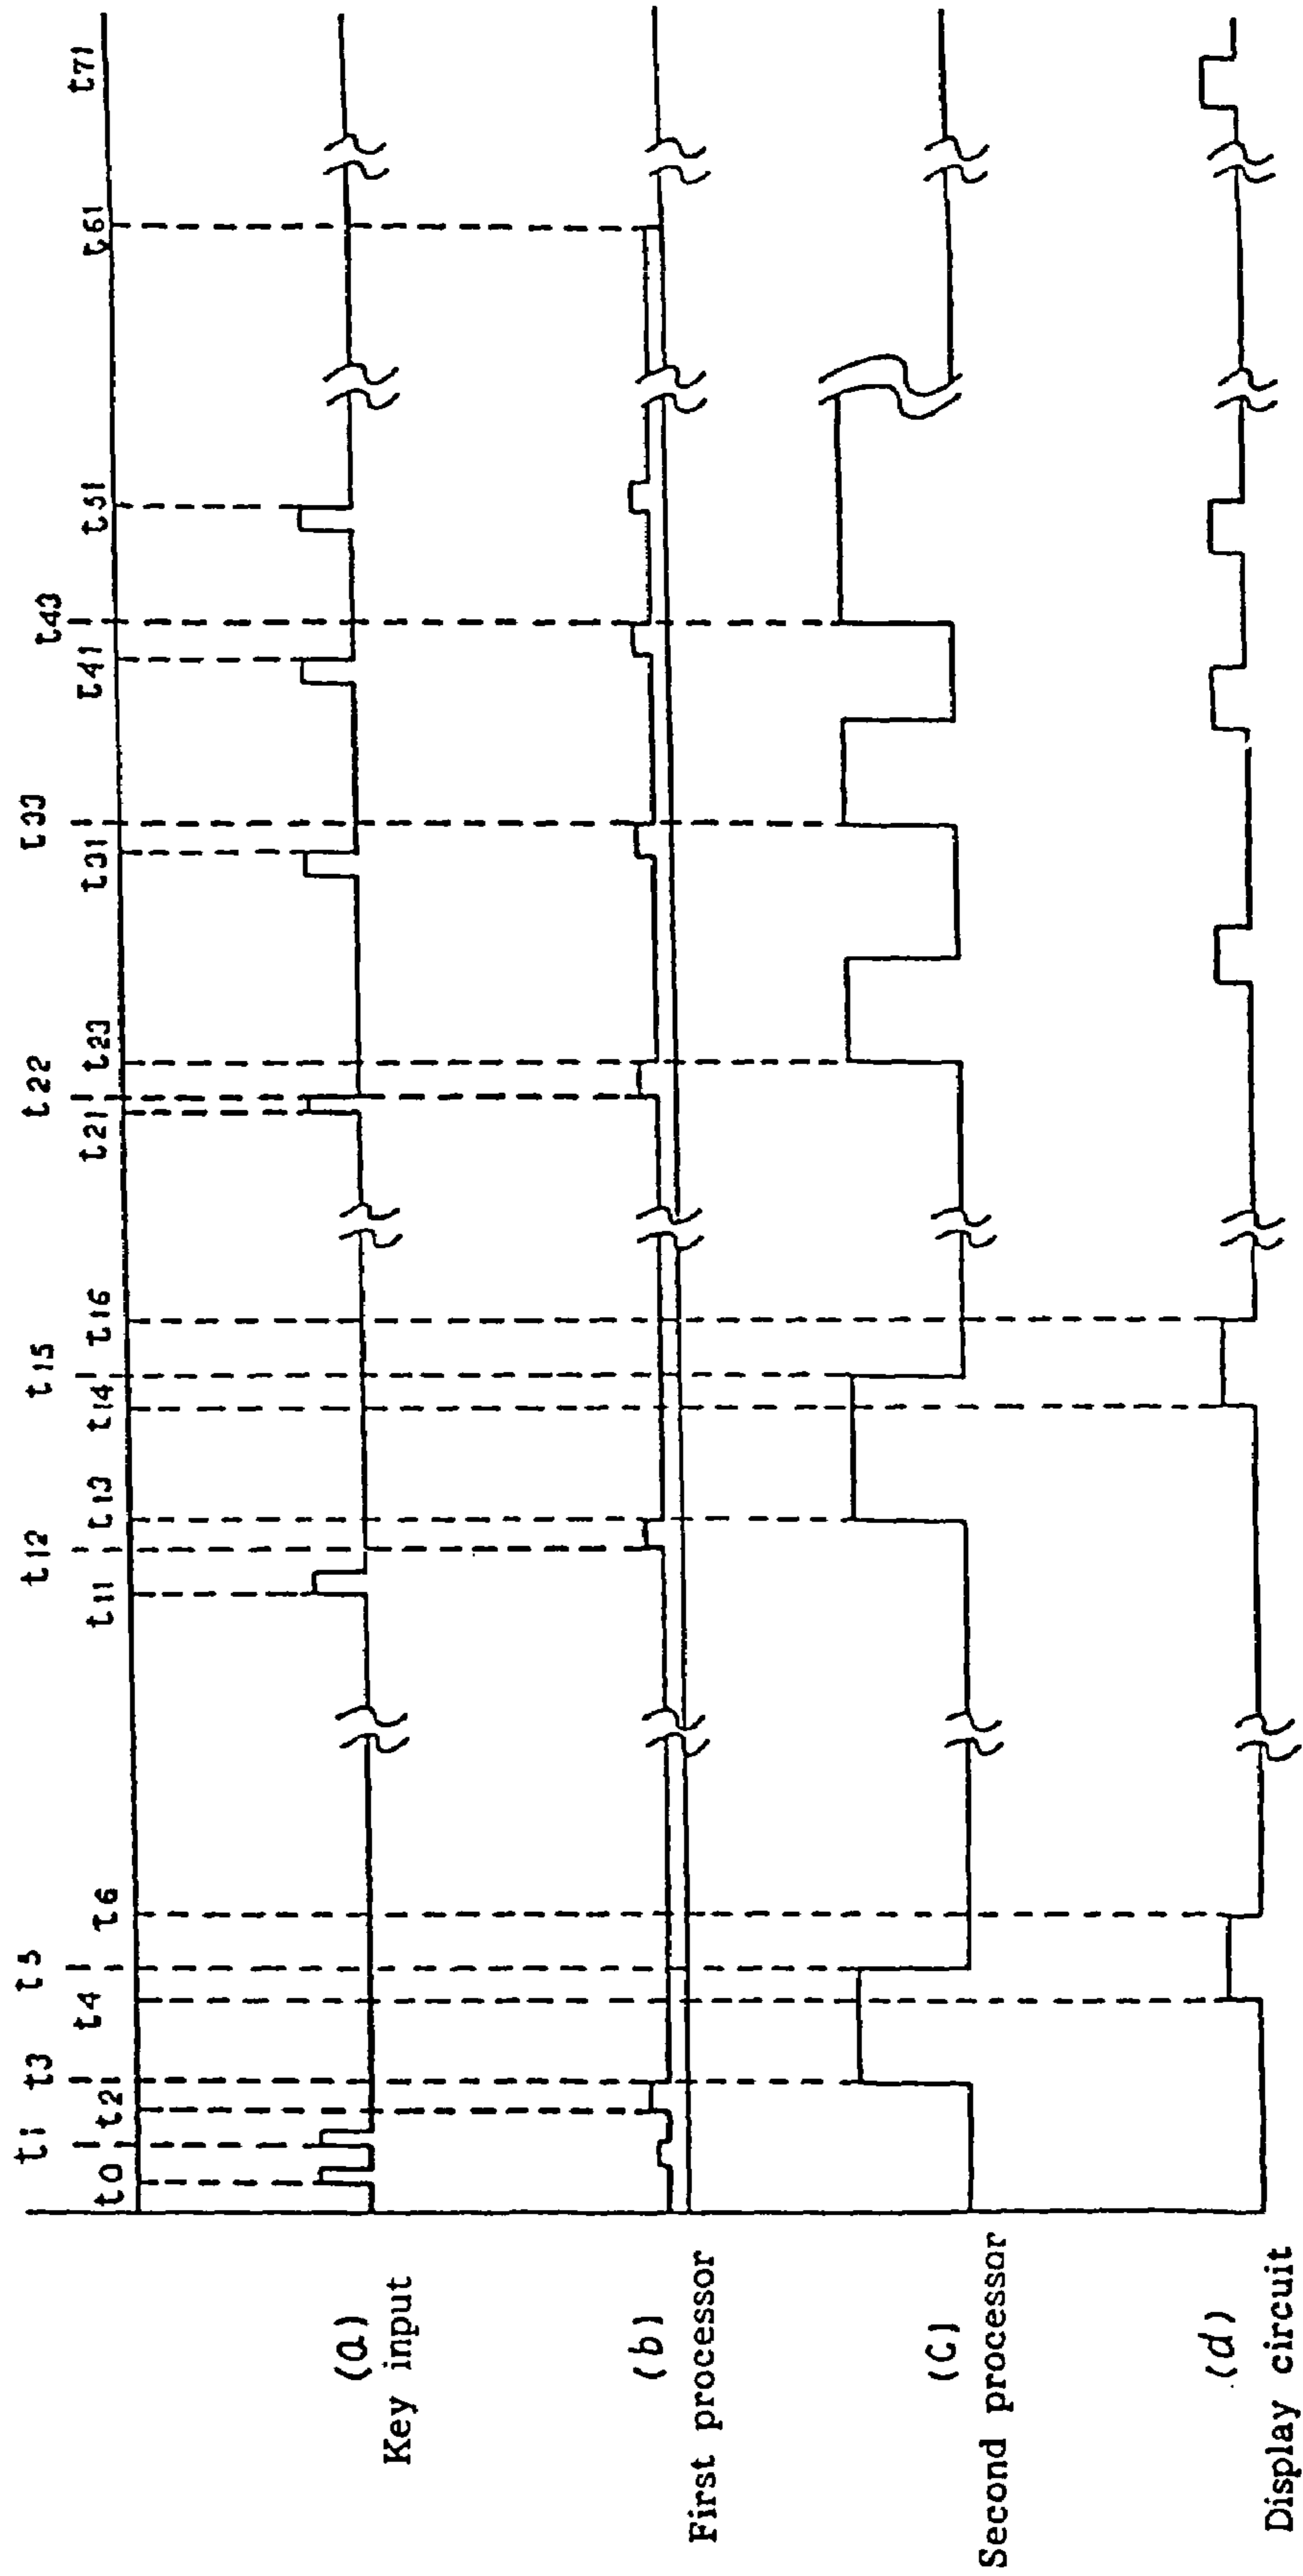 t1 t3 t5 t12 t15 t22 t33 t43
t0 t2 t4 t6 t11 t13 t14 t16 t21 t23 t31 t41 t51 t61 t71
(a)
Key input
(b)
First processor
(C)
Second processor
(d)
Display circuit